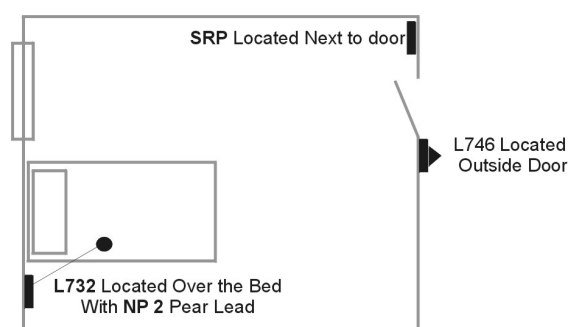 SRP Located Next to door
L746 Located
Outside Door
L732 Located Over the Bed
With NP 2 Pear Lead